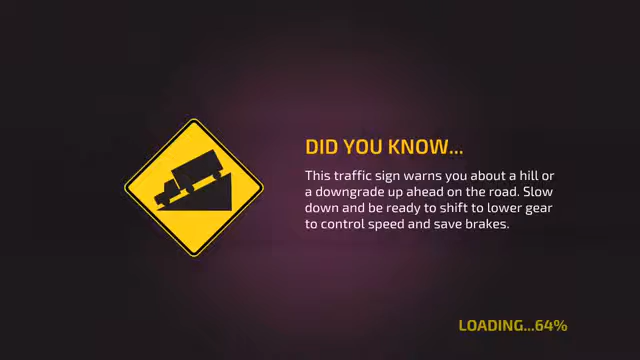 DID YOU KNOW...
This traffic sign warns you about a hill or
a downgrade up ahead on the road. Slow
down and be ready to shift to lower gear
to control speed and save brakes.
LOADING...64%